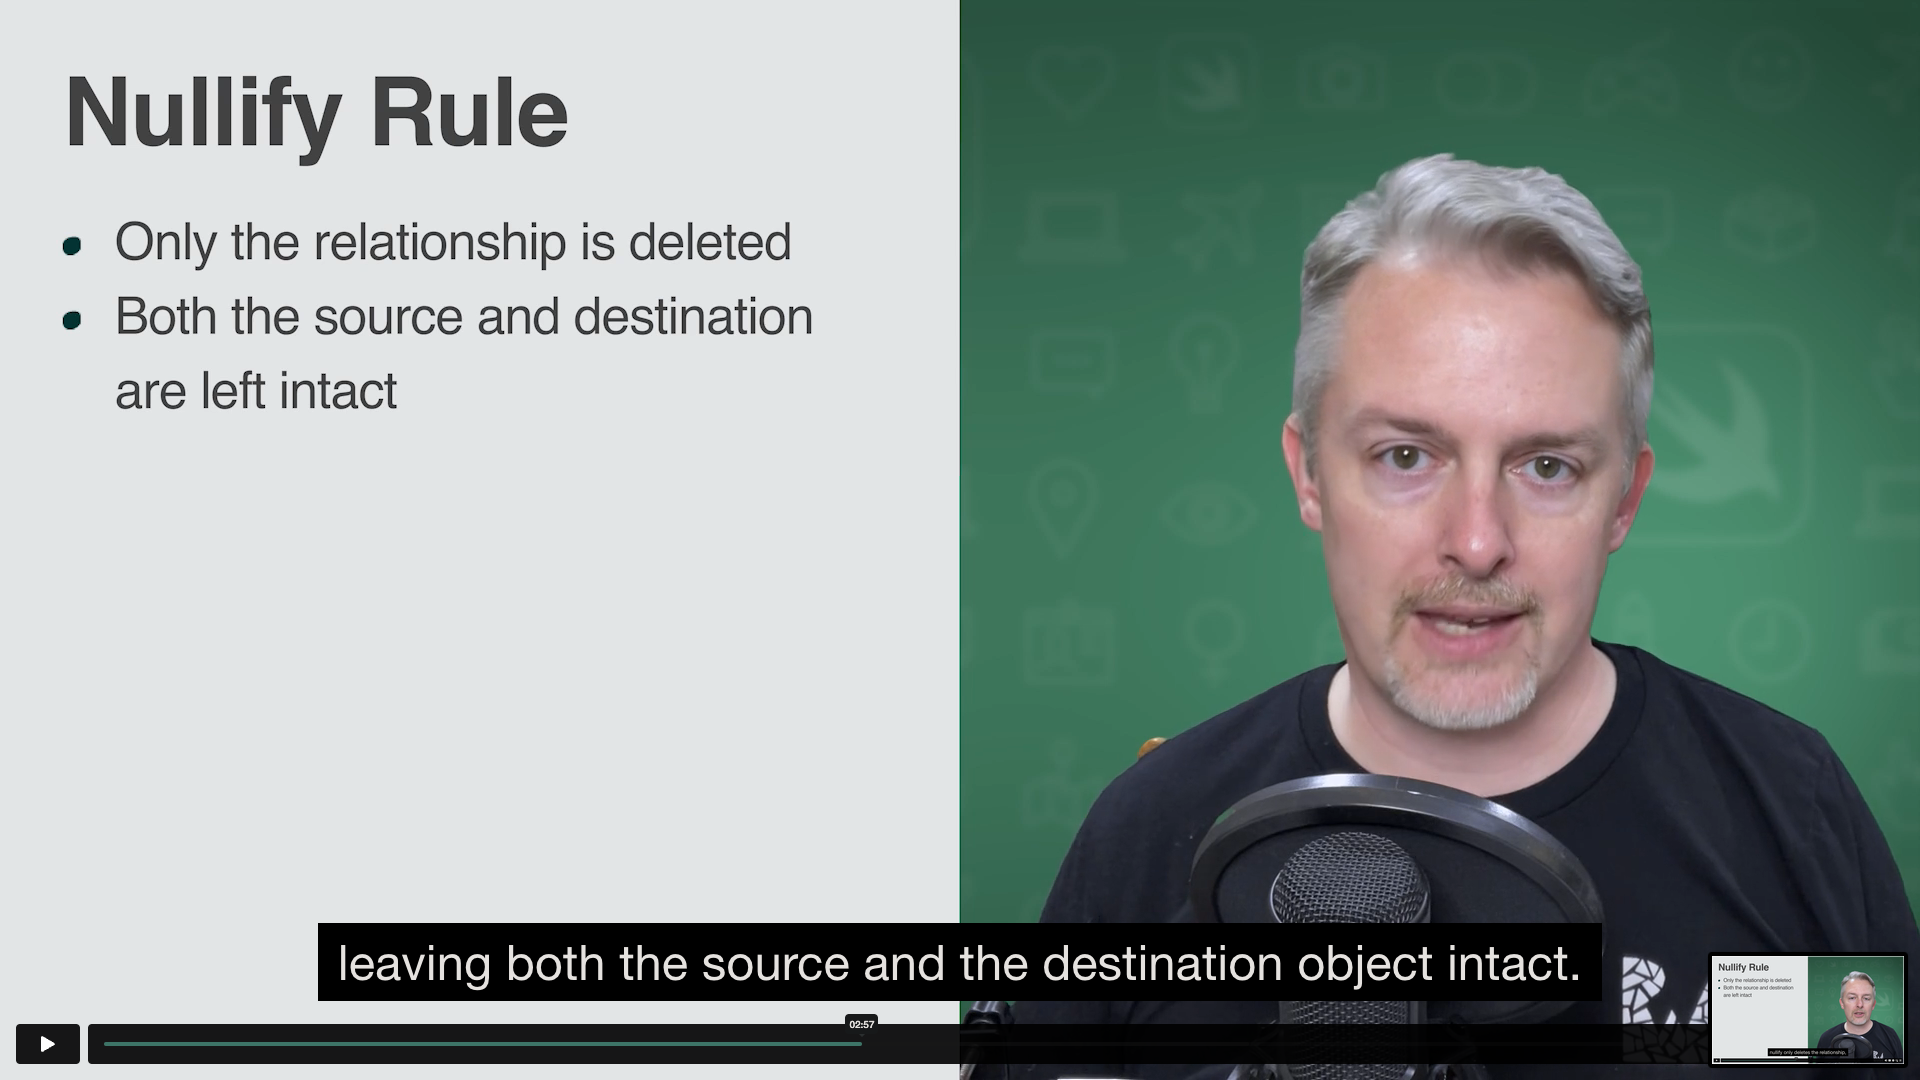 Nullify Rule
• Only the relationship is deleted
• Both the source and destination
are left intact
leaving both the source and the destination object intact.
02:57
Nullify Rule
• Only the relationship is deleted
• Both the source and destination
are left intact
nullify only deletes the relationship.